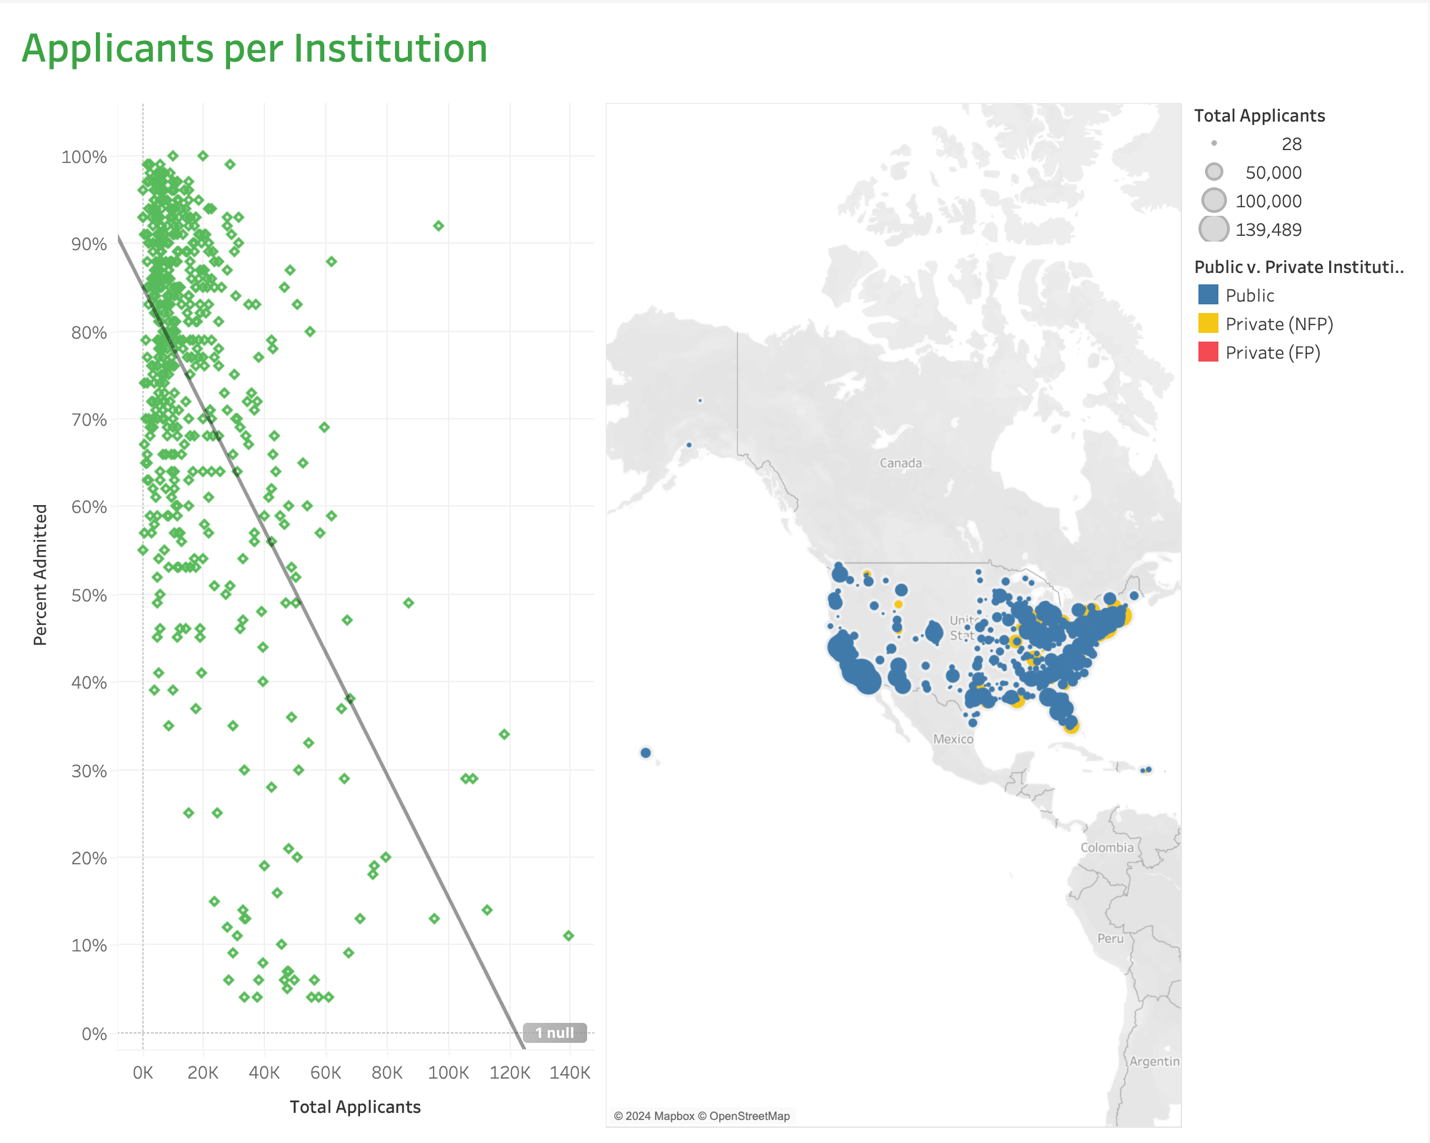 Applicants per Institution
100%
90%
80%
70%
60%
50%
40%
30%
20%
10%
0%
Percent Admitted
1 null
0K 20K 40K 60K 80K 100K 120K 140K
Total Applicants
Canada
Mexico
Colombia
Peru
Argentin
© 2024 Mapbox © OpenStreetMap
Total Applicants
28
50,000
100,000
139,489
Public v. Private Instituti..
Public
Private (NFP)
Private (FP)